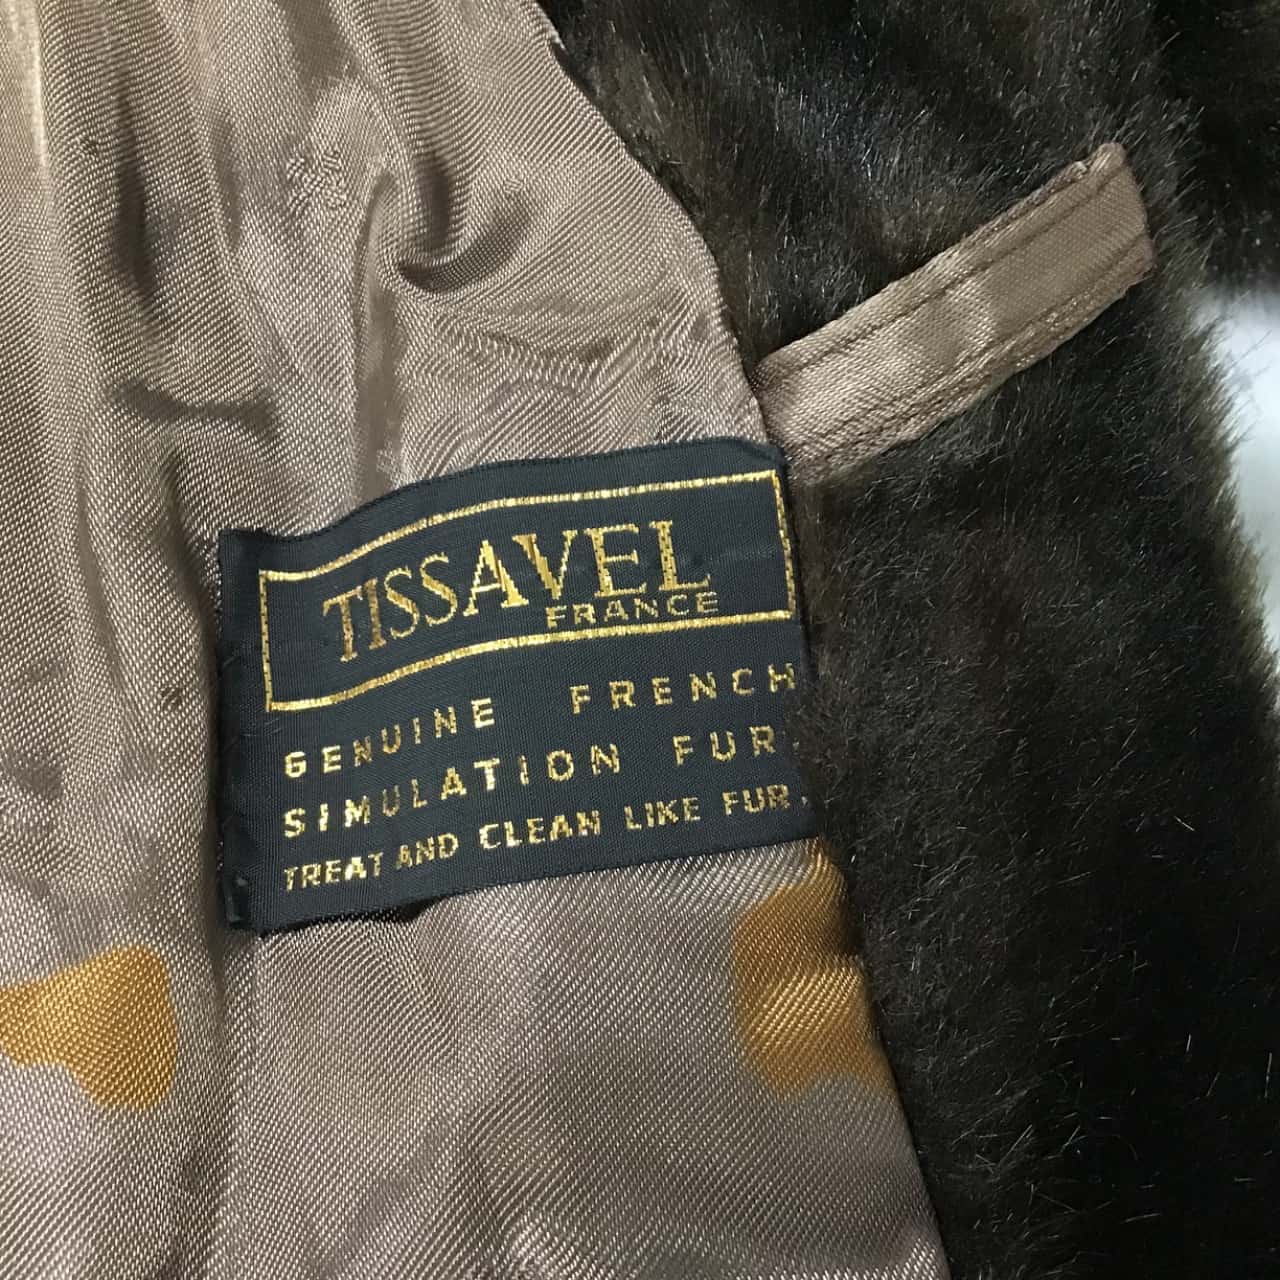 TISSAVEL
FRANCE
GENUINE FRENCH
SIMULATION FUR.
TREAT AND CLEAN LIKE FUR.